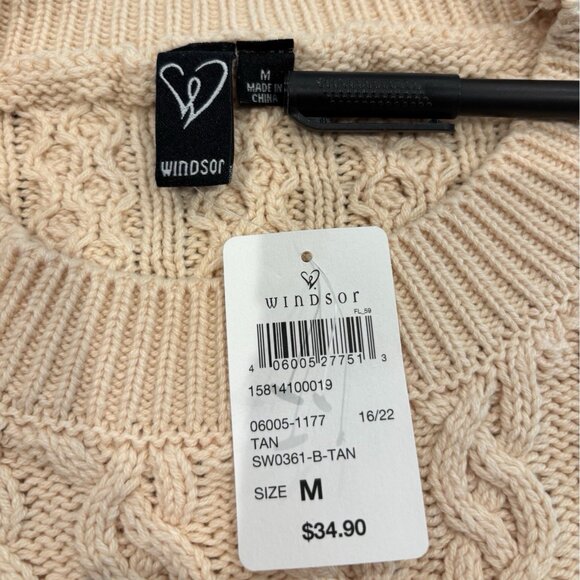 WINDSOR
M
MADE IN
CHINA
WINDSOR
FL_59
4 06005 27751 3
15814100019
06005-1177 16/22
TAN
SW0361-B-TAN
SIZE M
$34.90